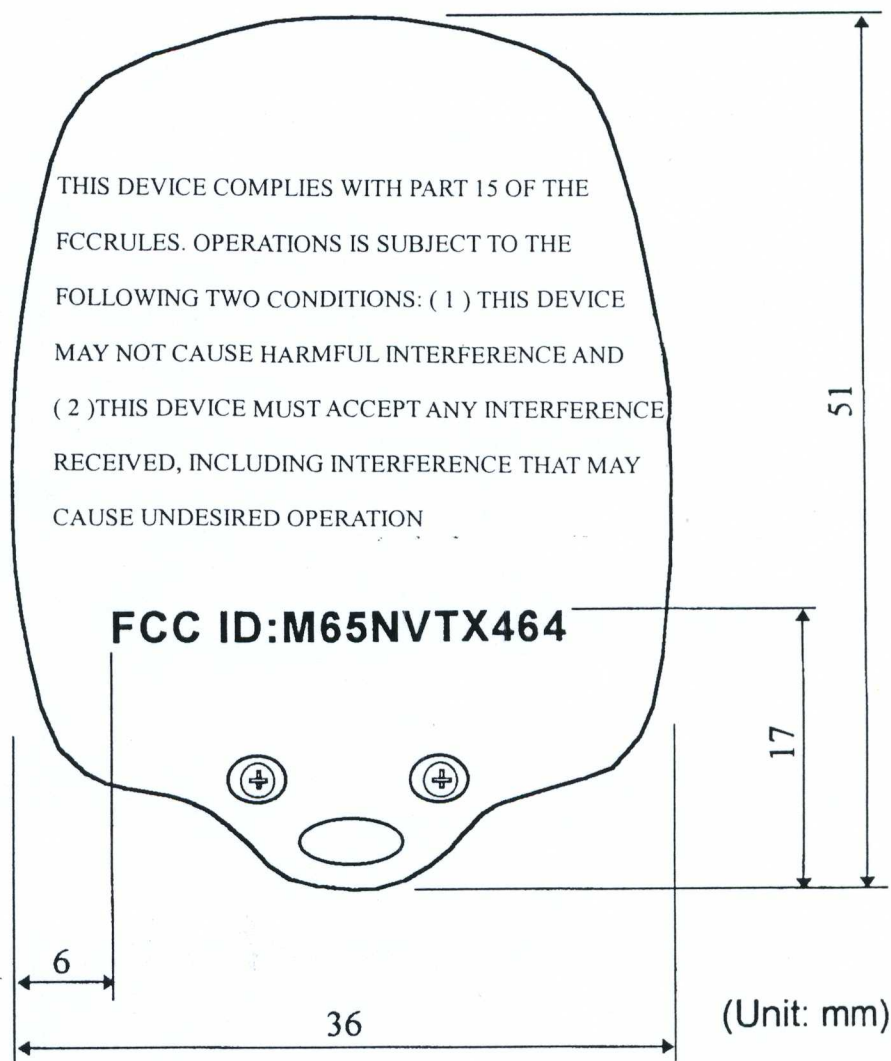 THIS DEVICE COMPLIES WITH PART 15 OF THE
FCCRULES. OPERATIONS IS SUBJECT TO THE
FOLLOWING TWO CONDITIONS: ( 1 ) THIS DEVICE
MAY NOT CAUSE HARMFUL INTERFERENCE AND
( 2 )THIS DEVICE MUST ACCEPT ANY INTERFERENCE
RECEIVED, INCLUDING INTERFERENCE THAT MAY
CAUSE UNDESIRED OPERATION
51
FCC ID:M65NVTX464
17
6
36
(Unit: mm)